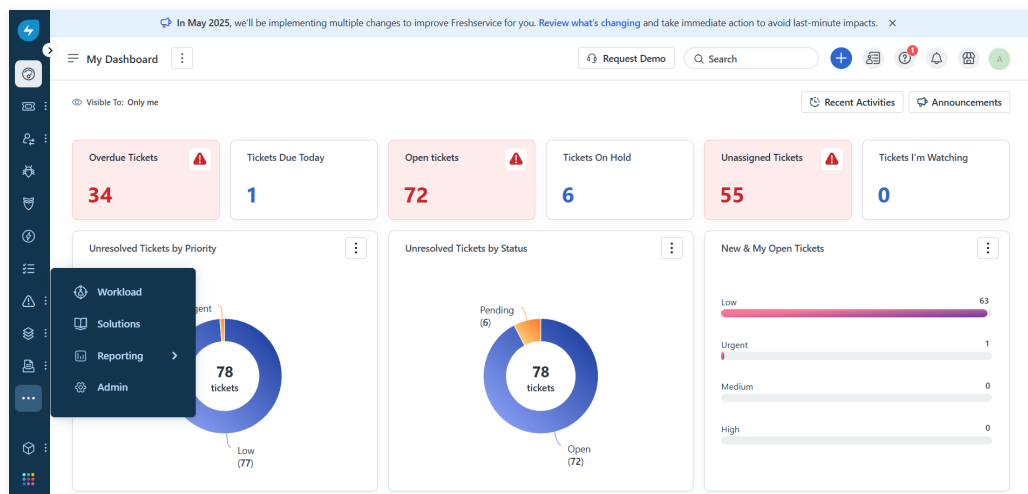 In May 2025, we'll be implementing multiple changes to improve Freshservice for you. Review what's changing and take immediate action to avoid last-minute impacts.
My Dashboard
Request Demo
Search
1
A
Visible To: Only me
Recent Activities
Announcements
Overdue Tickets
34
Tickets Due Today
1
Open tickets
72
Tickets On Hold
6
Unassigned Tickets
55
Tickets I'm Watching
0
Unresolved Tickets by Priority
Unresolved Tickets by Status
New & My Open Tickets
Workload
Solutions
Reporting
Admin
gent
78
tickets
Low
(77)
Pending
(6)
78
tickets
Open
(72)
Low 63
Urgent 1
Medium 0
High 0